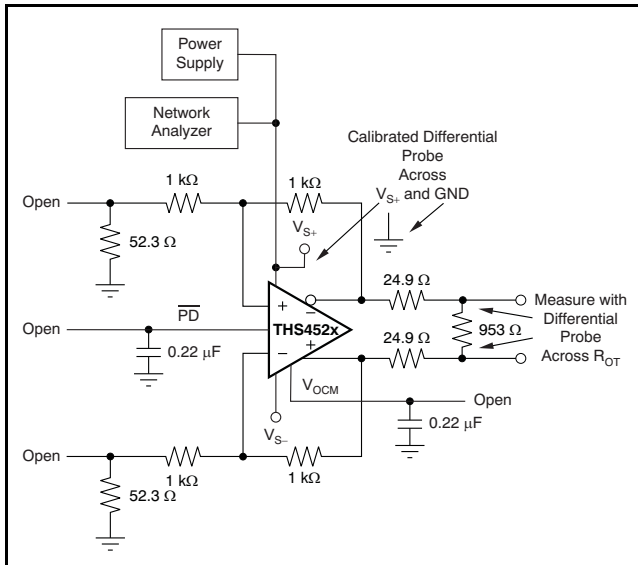 Power
Supply
Network
Analyzer
Calibrated Differential
Probe
Across
V_S+ and GND
1 kΩ
1 kΩ
Open
V_S+
52.3 Ω
24.9 Ω
Measure with
Differential
Probe
Across R_OT
Open
PD
THS452x
+
−
−
+
953 Ω
24.9 Ω
0.22 µF
V_OCM
Open
0.22 µF
V_S−
Open
1 kΩ
1 kΩ
52.3 Ω